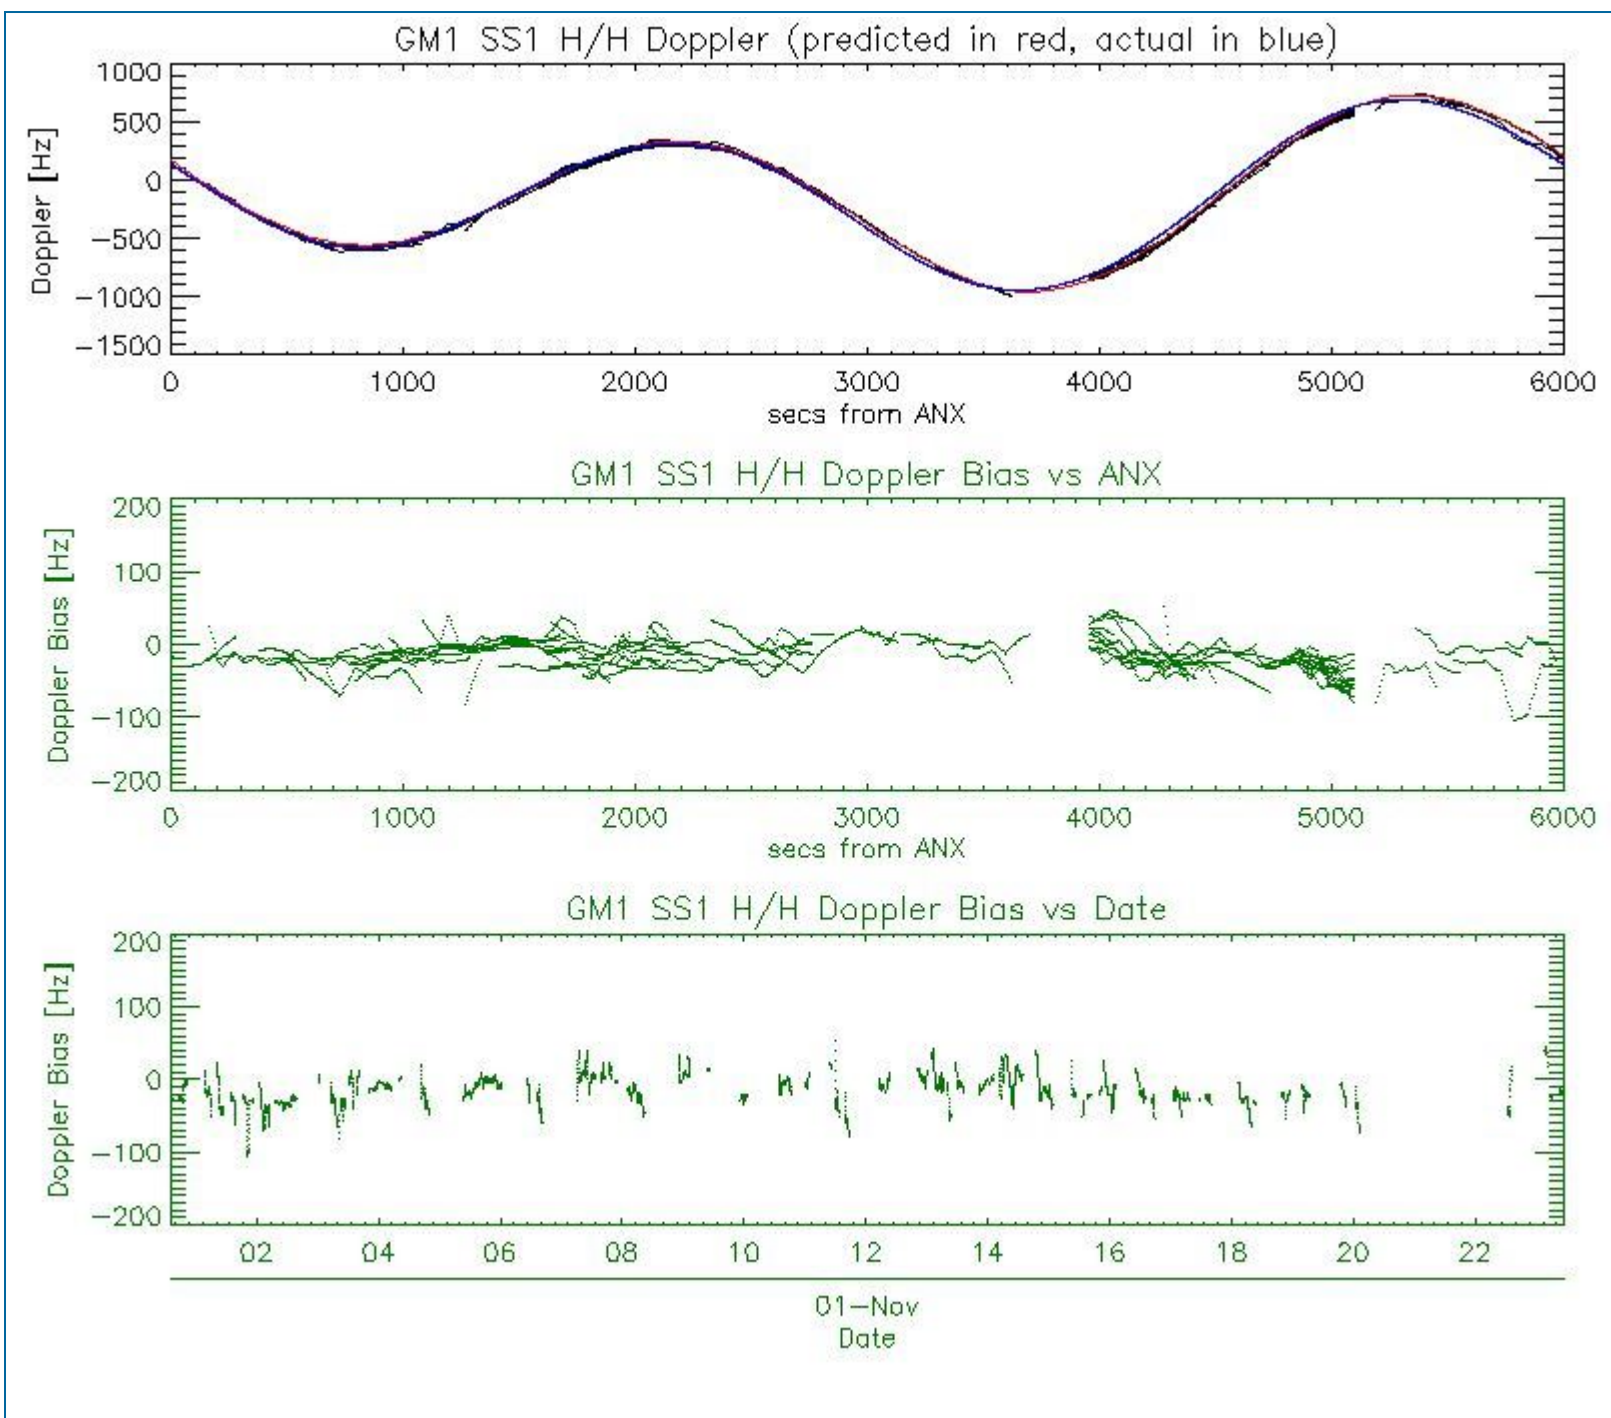 GM1 SS1 H/H Doppler (predicted in red, actual in blue)
1000
500
0
−500
−1000
−1500
Doppler [Hz]
0 1000 2000 3000 4000 5000 6000
secs from ANX
GM1 SS1 H/H Doppler Bias vs ANX
200
100
0
−100
−200
Doppler Bias [Hz]
0 1000 2000 3000 4000 5000 6000
secs from ANX
GM1 SS1 H/H Doppler Bias vs Date
200
100
0
−100
−200
Doppler Bias [Hz]
02 04 06 08 10 12 14 16 18 20 22
01−Nov
Date